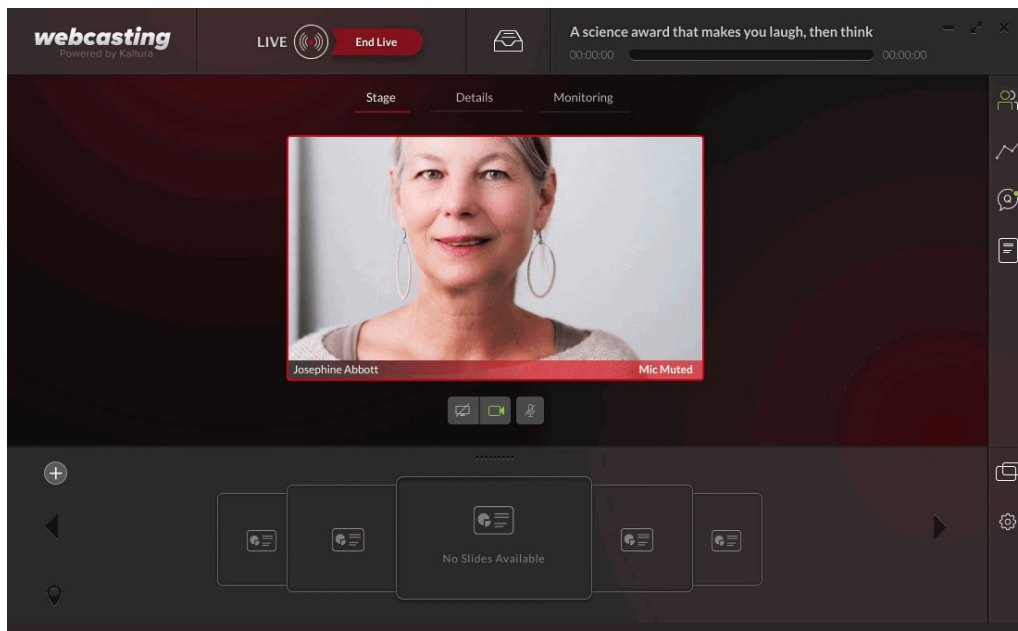 webcasting
Powered by Kaltura
LIVE
End Live
A science award that makes you laugh, then think
00:00:00
00:00:00
Stage
Details
Monitoring
Josephine Abbott
Mic Muted
No Slides Available